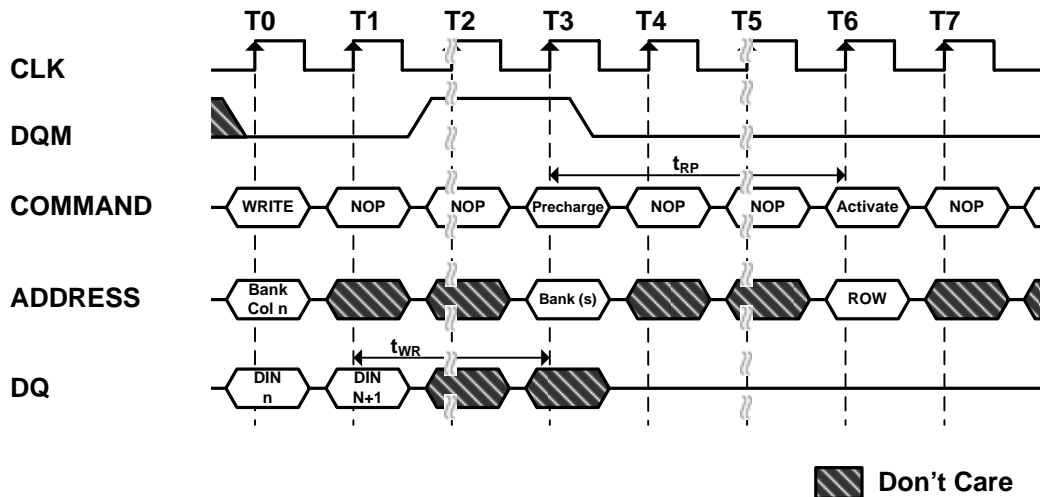 T0 T1 T2 T3 T4 T5 T6 T7
CLK
DQM
tRP
COMMAND WRITE NOP NOP Precharge NOP NOP Activate NOP
ADDRESS Bank Col n Bank (s) ROW
tWR
DQ DIN n DIN N+1
Don't Care